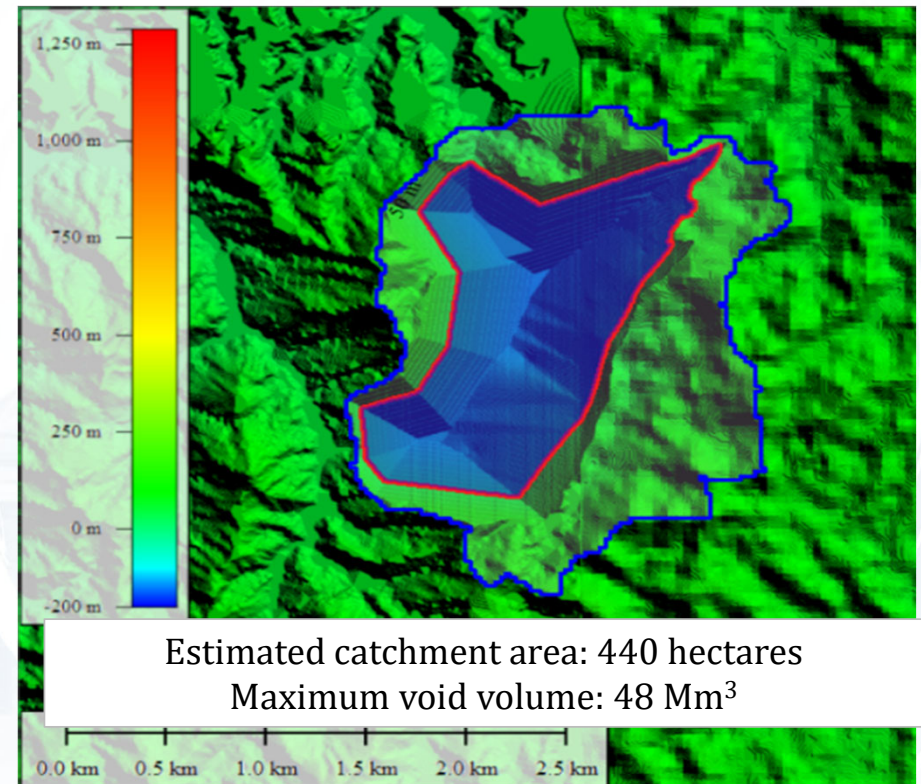 1,250 m
1,000 m
750 m
500 m
250 m
0 m
-200 m
50 m
Estimated catchment area: 440 hectares
Maximum void volume: 48 Mm³
0.0 km 0.5 km 1.0 km 1.5 km 2.0 km 2.5 km